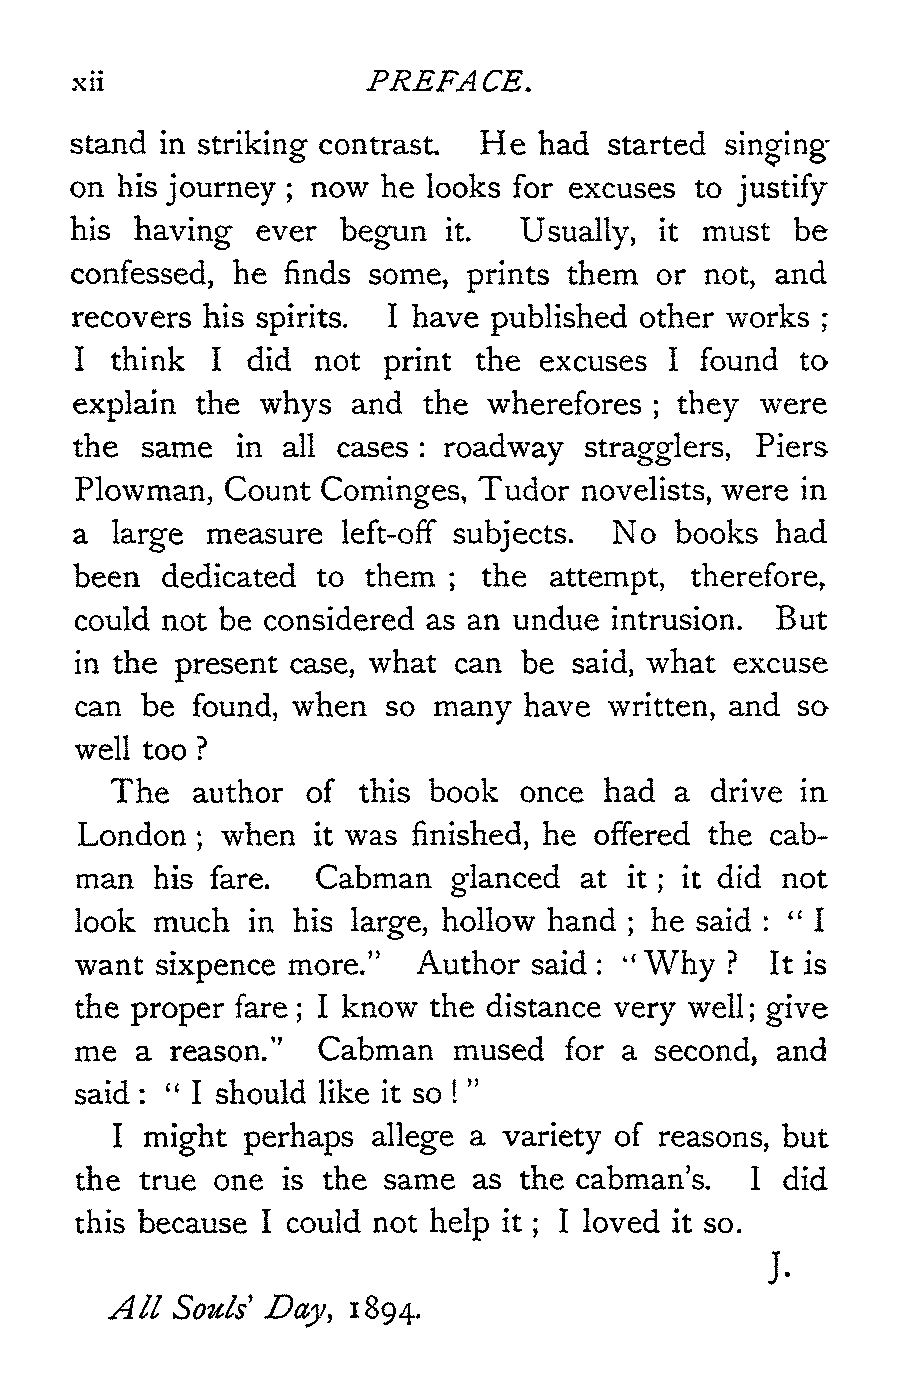 xii PREFACE.
stand in striking contrast. He had started singing
on his journey ; now he looks for excuses to justify
his having ever begun it. Usually, it must be
confessed, he finds some, prints them or not, and
recovers his spirits. I have published other works ;
I think I did not print the excuses I found to
explain the whys and the wherefores ; they were
the same in all cases : roadway stragglers, Piers
Plowman, Count Cominges, Tudor novelists, were in
a large measure left-off subjects. No books had
been dedicated to them ; the attempt, therefore,
could not be considered as an undue intrusion. But
in the present case, what can be said, what excuse
can be found, when so many have written, and so
well too ?
The author of this book once had a drive in
London ; when it was finished, he offered the cab-
man his fare. Cabman glanced at it ; it did not
look much in his large, hollow hand ; he said : " I
want sixpence more." Author said : " Why ? It is
the proper fare ; I know the distance very well ; give
me a reason." Cabman mused for a second, and
said : " I should like it so ! "
I might perhaps allege a variety of reasons, but
the true one is the same as the cabman's. I did
this because I could not help it ; I loved it so.
J.
All Souls' Day, 1894.